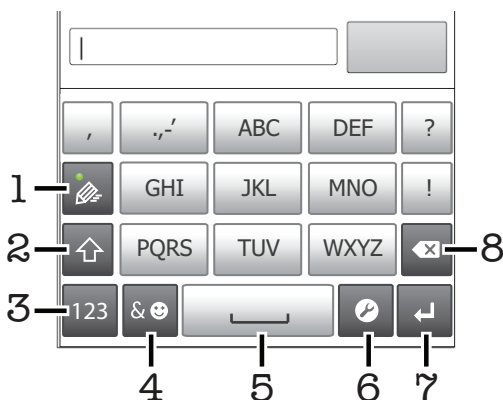 , .,-′ ABC DEF ?
1 GHI JKL MNO !
2 PQRS TUV WXYZ 8
3 123 &
4 5 6 7